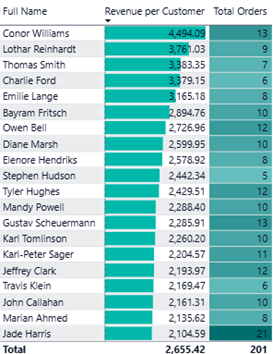 Full Name Revenue per Customer Total Orders
Conor Williams 4,494.09 13
Lothar Reinhardt 3,761.03 9
Thomas Smith 3,383.35 7
Charlie Ford 3,379.15 6
Emilie Lange 3,165.18 8
Bayram Fritsch 2,894.76 10
Owen Bell 2,726.96 12
Diane Marsh 2,599.95 10
Elenore Hendriks 2,578.92 8
Stephen Hudson 2,442.34 5
Tyler Hughes 2,429.51 12
Mandy Powell 2,288.40 10
Gustav Scheuermann 2,285.91 13
Karl Tomlinson 2,260.20 10
Karl-Peter Sager 2,204.57 11
Jeffrey Clark 2,193.97 12
Travis Klein 2,169.47 6
John Callahan 2,161.31 10
Marian Ahmed 2,135.62 8
Jade Harris 2,104.59 21
Total 2,655.42 201